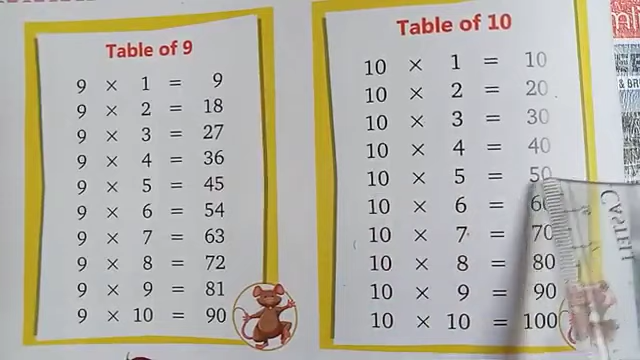 Table of 9
9 × 1 = 9
9 × 2 = 18
9 × 3 = 27
9 × 4 = 36
9 × 5 = 45
9 × 6 = 54
9 × 7 = 63
9 × 8 = 72
9 × 9 = 81
9 × 10 = 90
Table of 10
10 × 1 = 10
10 × 2 = 20
10 × 3 = 30
10 × 4 = 40
10 × 5 = 50
10 × 6 = 60
10 × 7 = 70
10 × 8 = 80
10 × 9 = 90
10 × 10 = 100